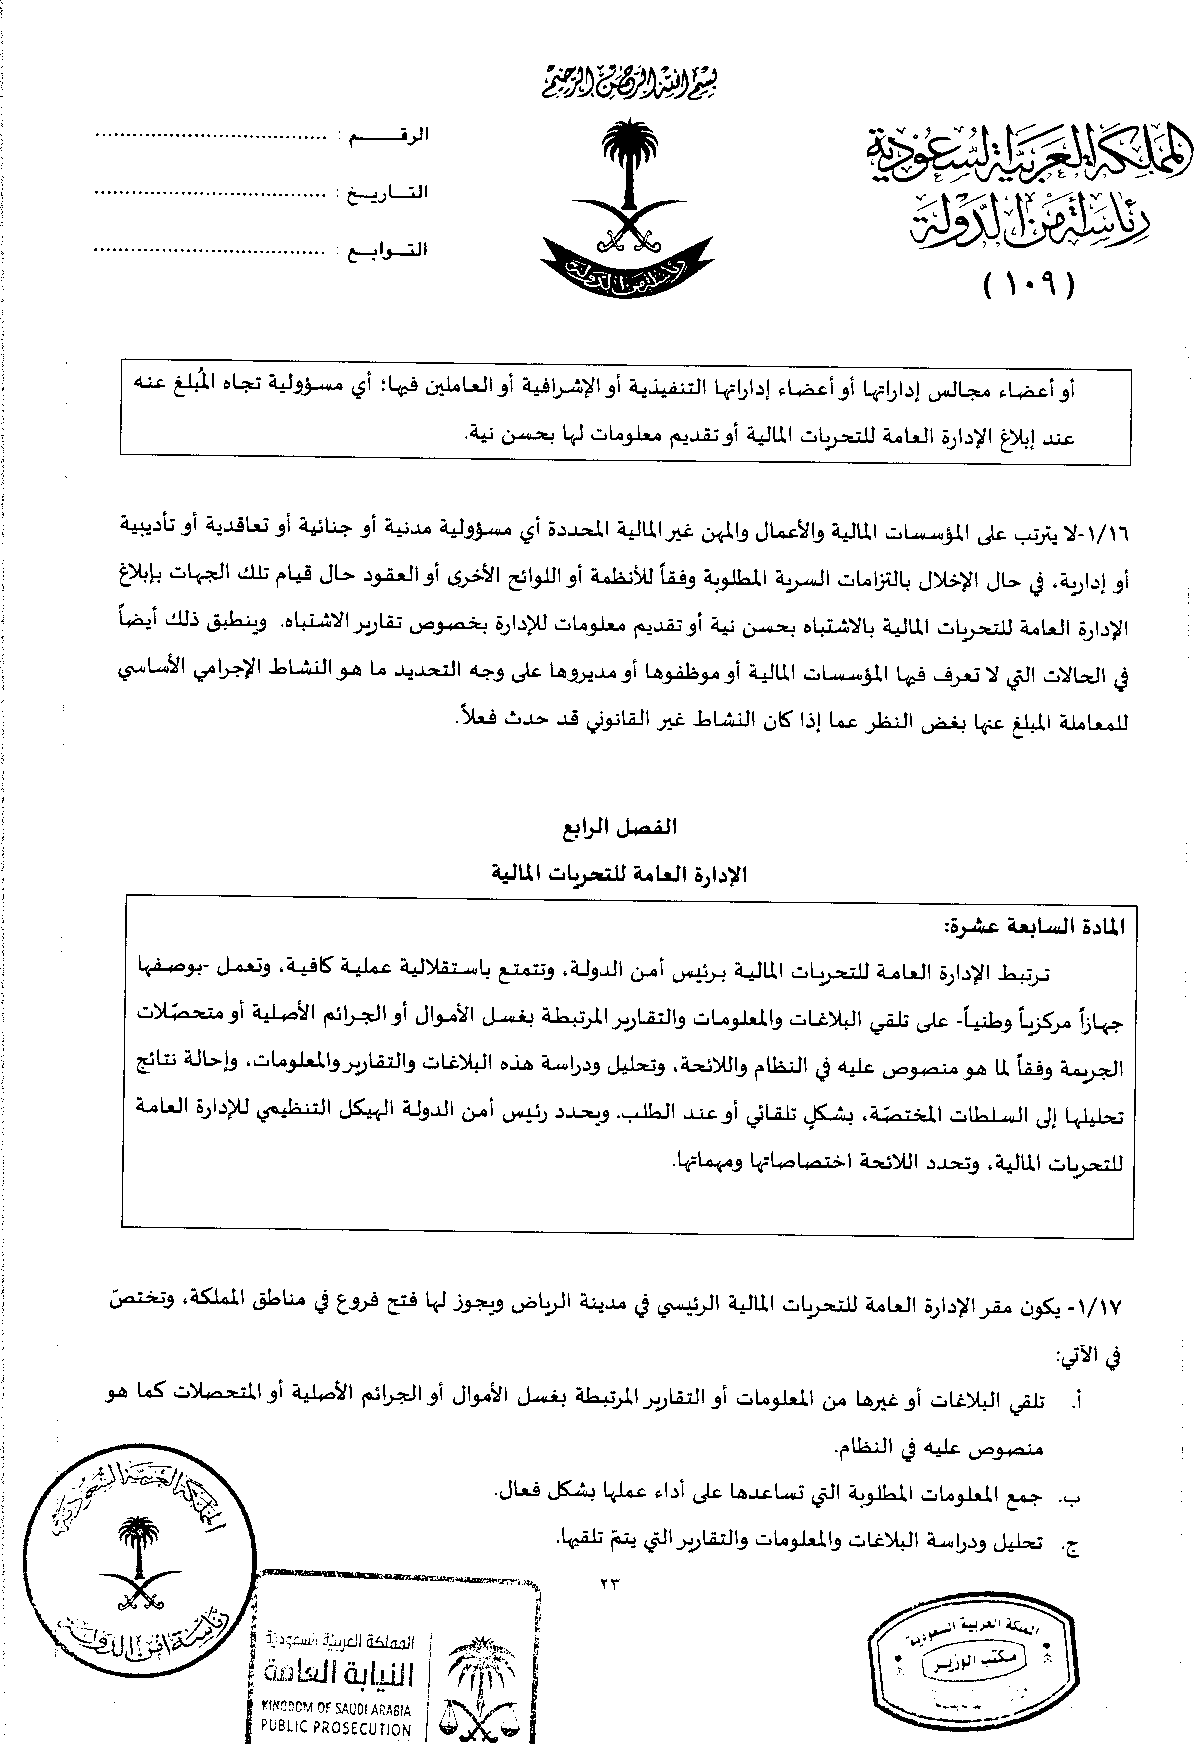 بسم الله الرحمن الرحيم
المملكة العربية السعودية
رئاسة أمن الدولة
(١٠٩)
الرقـــــم : ..................................
التـاريـخ : ..................................
التـوابـع : ..................................
رئاسة أمن الدولة
أو أعضاء مجالس إداراتها أو أعضاء إداراتها التنفيذية أو الإشرافية أو العاملين فيها؛ أي مسؤولية تجاه المُبلغ عنه
عند إبلاغ الإدارة العامة للتحريات المالية أو تقديم معلومات لها بحسن نية.
١/١٦-لا يترتب على المؤسسات المالية والأعمال والمهن غير المالية المحددة أي مسؤولية مدنية أو جنائية أو تعاقدية أو تأديبية
أو إدارية، في حال الإخلال بالتزامات السرية المطلوبة وفقاً للأنظمة أو اللوائح الأخرى أو العقود حال قيام تلك الجهات بإبلاغ
الإدارة العامة للتحريات المالية بالاشتباه بحسن نية أو تقديم معلومات للإدارة بخصوص تقارير الاشتباه. وينطبق ذلك أيضاً
في الحالات التي لا تعرف فيها المؤسسات المالية أو موظفوها أو مديروها على وجه التحديد ما هو النشاط الإجرامي الأساسي
للمعاملة المبلغ عنها بغض النظر عما إذا كان النشاط غير القانوني قد حدث فعلاً.
الفصل الرابع
الإدارة العامة للتحريات المالية
المادة السابعة عشرة:
ترتبط الإدارة العامة للتحريات المالية برئيس أمن الدولة، وتتمتع باستقلالية عملية كافية، وتعمل -بوصفها
جهازاً مركزياً وطنياً- على تلقي البلاغات والمعلومات والتقارير المرتبطة بغسل الأموال أو الجرائم الأصلية أو متحصّلات
الجريمة وفقاً لما هو منصوص عليه في النظام واللائحة، وتحليل ودراسة هذه البلاغات والتقارير والمعلومات، وإحالة نتائج
تحليلها إلى السلطات المختصّة، بشكلٍ تلقائي أو عند الطلب. ويحدد رئيس أمن الدولة الهيكل التنظيمي للإدارة العامة
للتحريات المالية، وتحدد اللائحة اختصاصاتها ومهماتها.
١/١٧- يكون مقر الإدارة العامة للتحريات المالية الرئيسي في مدينة الرياض ويجوز لها فتح فروع في مناطق المملكة، وتختصّ
في الآتي:
أ. تلقي البلاغات أو غيرها من المعلومات أو التقارير المرتبطة بغسل الأموال أو الجرائم الأصلية أو المتحصلات كما هو
منصوص عليه في النظام.
ب. جمع المعلومات المطلوبة التي تساعدها على أداء عملها بشكل فعال.
ج. تحليل ودراسة البلاغات والمعلومات والتقارير التي يتمّ تلقيها.
٢٣
المملكة العربية السعودية
رئاسة أمن الدولة
المملكة العربية السعودية
النيابة العامة
KINGDOM OF SAUDI ARABIA
PUBLIC PROSECUTION
المملكة العربية السعودية
مكتب الوزير